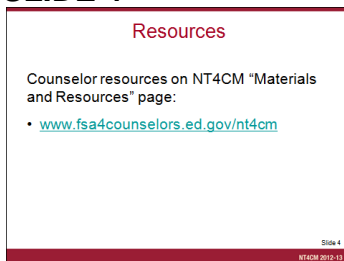 Resources
Counselor resources on NT4CM “Materials
and Resources” page:
• www.fsa4counselors.ed.gov/nt4cm
Slide 4
NT4CM 2012-13